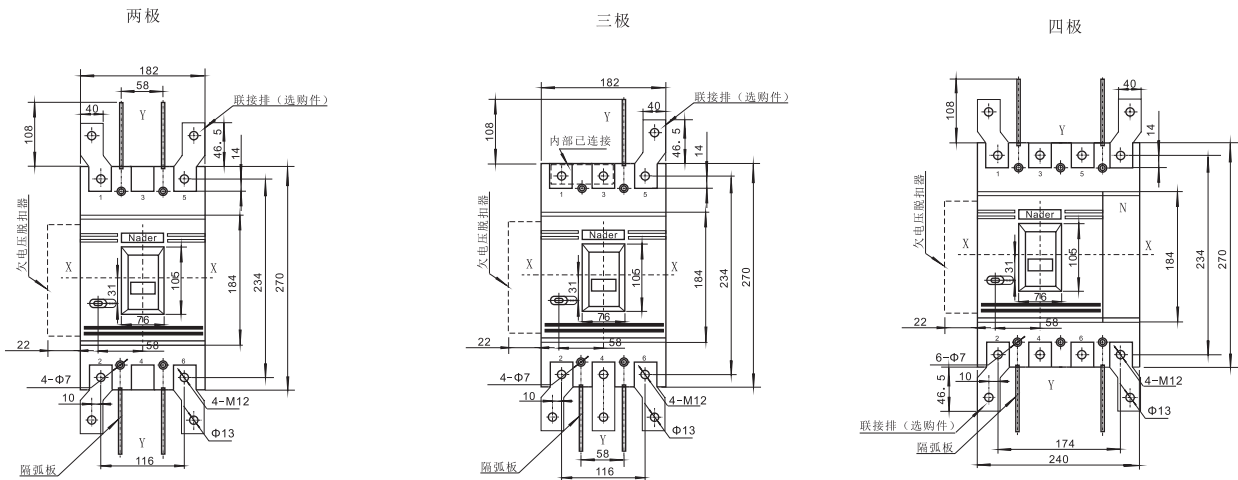 两极
182
58
40
108
Y
联接排（选购件）
46.5
14
1
3
5
欠电压脱扣器
Nader
X
X
31
105
184
234
270
76
22
58
2
4
6
4-Φ7
10
4-M12
Φ13
Y
隔弧板
116
三极
182
40
108
Y
联接排（选购件）
内部已连接
46.5
14
1
3
5
欠电压脱扣器
Nader
X
X
31
105
184
234
270
76
22
58
2
4
6
4-Φ7
10
4-M12
Φ13
Y
隔弧板
58
116
四极
40
108
Y
14
1
3
5
N
欠电压脱扣器
Nader
X
X
31
105
184
234
270
76
22
58
2
4
6
6-Φ7
10
46.5
4-M12
Φ13
Y
联接排（选购件）
隔弧板
174
240